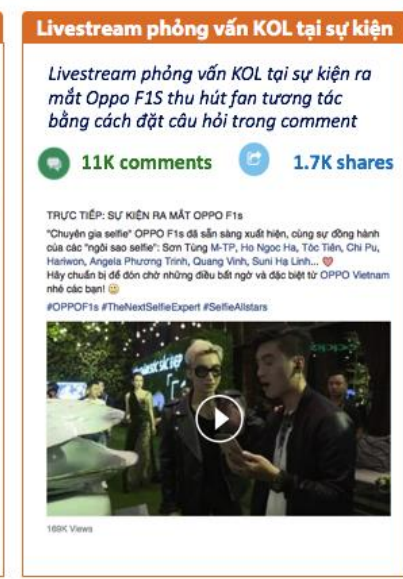 Livestream phỏng vấn KOL tại sự kiện
Livestream phỏng vấn KOL tại sự kiện ra
mắt Oppo F1S thu hút fan tương tác
bằng cách đặt câu hỏi trong comment
11K comments
1.7K shares
TRỰC TIẾP: SỰ KIỆN RA MẮT OPPO F1s
"Chuyên gia selfie" OPPO F1s đã sẵn sàng xuất hiện, cùng sự đồng hành
của các "ngôi sao selfie": Sơn Tùng M-TP, Ho Ngoc Ha, Tóc Tiên, Chi Pu,
Hariwon, Angela Phương Trinh, Quang Vinh, Suni Hạ Linh...
Hãy chuẩn bị để đón chờ những điều bất ngờ và đặc biệt từ OPPO Vietnam
nhé các bạn!
#OPPOF1s #TheNextSelfieExpert #SelfieAllstars
169K Views